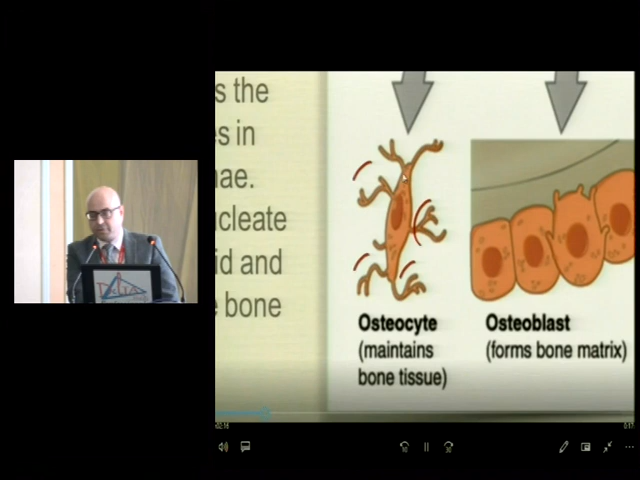 s the
es in
nae.
ucleate
id and
e bone
Osteocyte
(maintains
bone tissue)
Osteoblast
(forms bone matrix)